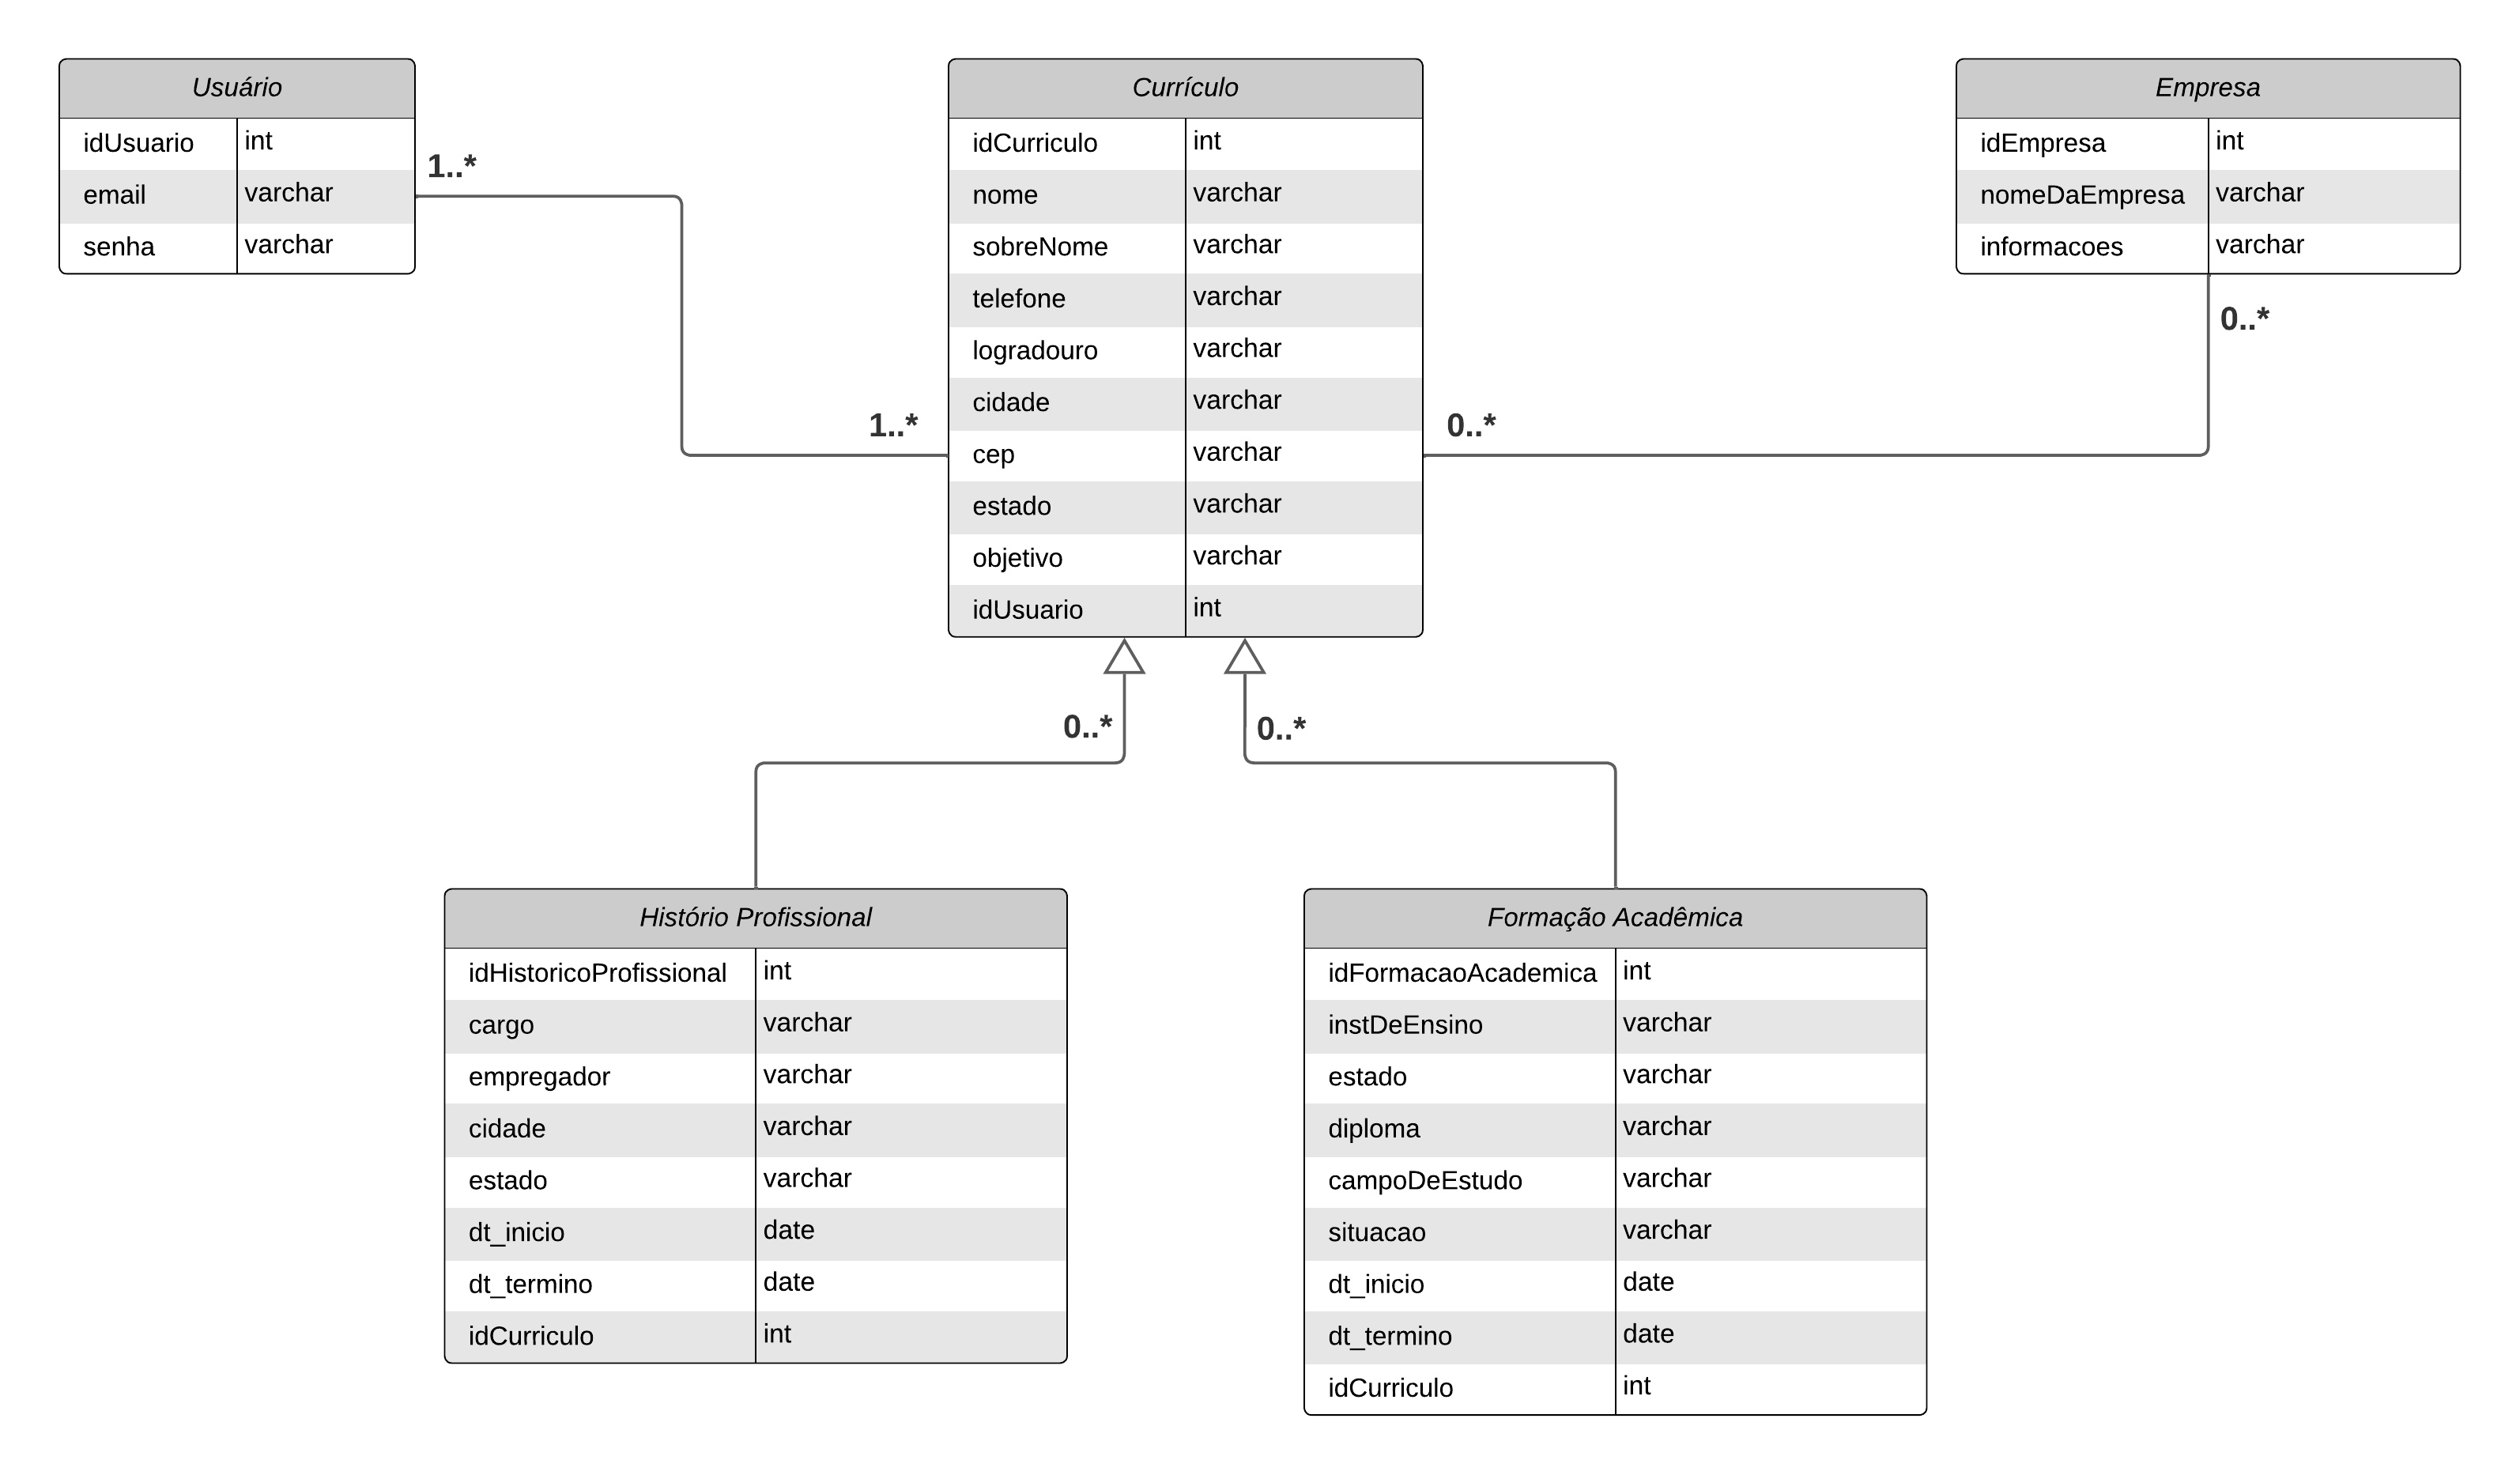 Usuário
idUsuario int
email varchar
senha varchar
1..*
1..*
Currículo
idCurriculo int
nome varchar
sobreNome varchar
telefone varchar
logradouro varchar
cidade varchar
cep varchar
estado varchar
objetivo varchar
idUsuario int
0..*
0..*
Empresa
idEmpresa int
nomeDaEmpresa varchar
informacoes varchar
0..*
0..*
Histório Profissional
idHistoricoProfissional int
cargo varchar
empregador varchar
cidade varchar
estado varchar
dt_inicio date
dt_termino date
idCurriculo int
Formação Acadêmica
idFormacaoAcademica int
instDeEnsino varchar
estado varchar
diploma varchar
campoDeEstudo varchar
situacao varchar
dt_inicio date
dt_termino date
idCurriculo int